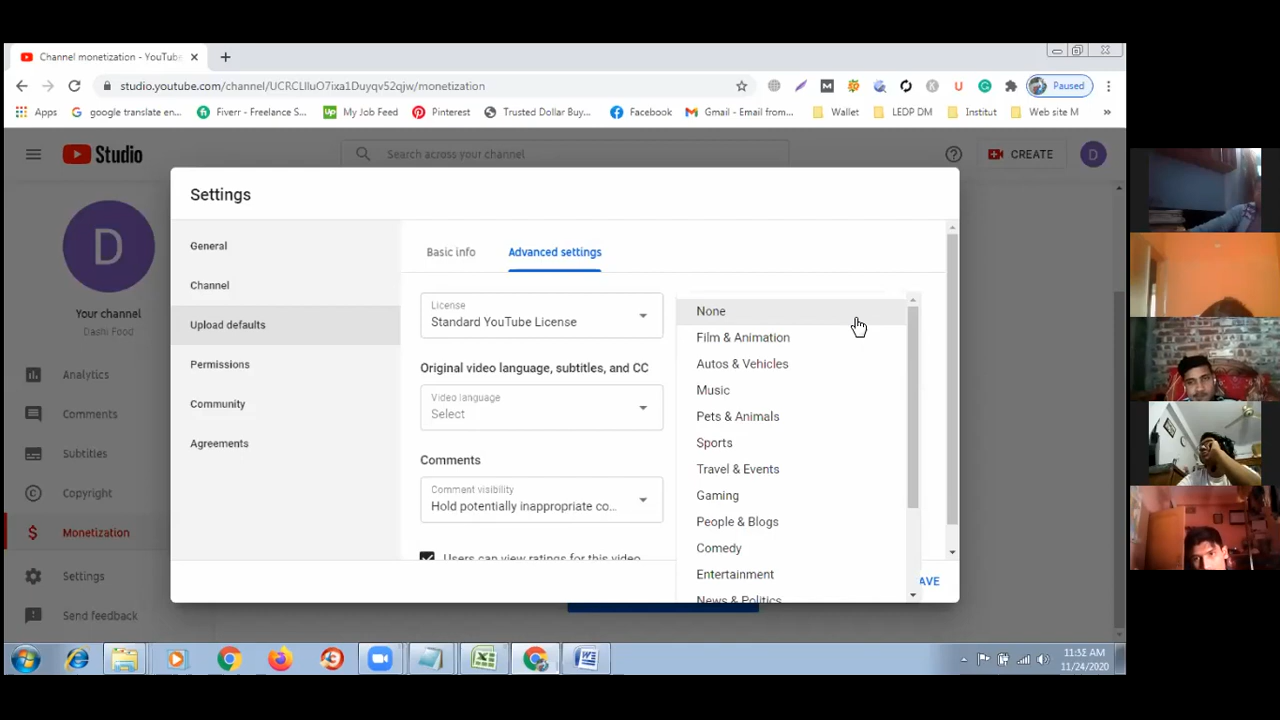 Channel monetization - YouTube
studio.youtube.com/channel/UCRCLIluO7ixa1Duyqv52qjw/monetization
Paused
Apps
google translate en...
Fiverr - Freelance S...
My Job Feed
Pinterest
Trusted Dollar Buy...
Facebook
Gmail - Email from...
Wallet
LEDP DM
Institut
Web site M
»
Studio
Search across your channel
CREATE
D
D
Your channel
Dashi Food
Analytics
Comments
Subtitles
Copyright
Monetization
Settings
Send feedback
Settings
General
Channel
Upload defaults
Permissions
Community
Agreements
Basic info
Advanced settings
License
Standard YouTube License
Original video language, subtitles, and CC
Video language
Select
Comments
Comment visibility
Hold potentially inappropriate co...
Users can view ratings for this video
None
Film & Animation
Autos & Vehicles
Music
Pets & Animals
Sports
Travel & Events
Gaming
People & Blogs
Comedy
Entertainment
News & Politics
AVE
11:32 AM
11/24/2020